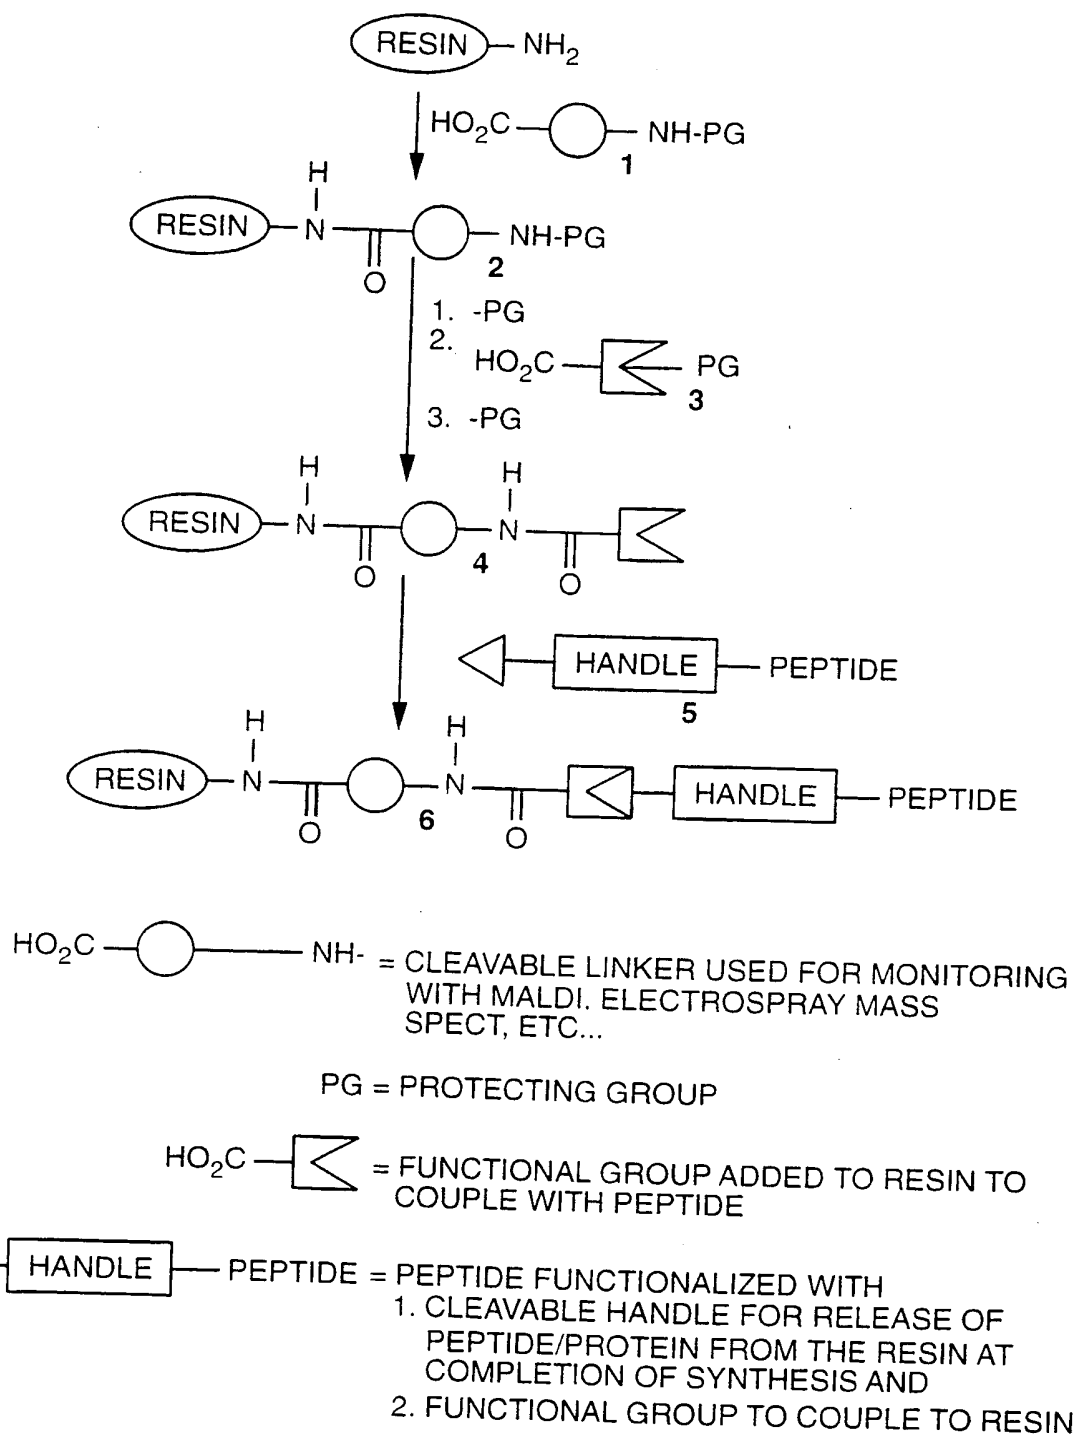 RESIN NH2
HO2C NH-PG
1
H
RESIN N NH-PG
2
O
1. -PG
2.
HO2C PG
3
3. -PG
H H
RESIN N N
4
O O
HANDLE PEPTIDE
5
H H
RESIN N N HANDLE PEPTIDE
6
O O
HO2C NH- = CLEAVABLE LINKER USED FOR MONITORING
WITH MALDI. ELECTROSPRAY MASS
SPECT, ETC...
PG = PROTECTING GROUP
HO2C = FUNCTIONAL GROUP ADDED TO RESIN TO
COUPLE WITH PEPTIDE
HANDLE PEPTIDE = PEPTIDE FUNCTIONALIZED WITH
1. CLEAVABLE HANDLE FOR RELEASE OF
PEPTIDE/PROTEIN FROM THE RESIN AT
COMPLETION OF SYNTHESIS AND
2. FUNCTIONAL GROUP TO COUPLE TO RESIN